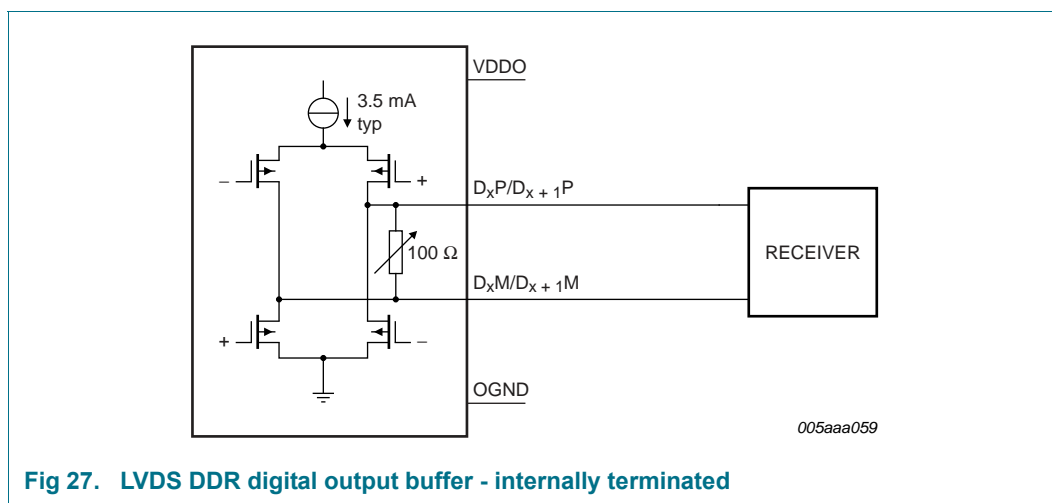 VDDO
3.5 mA
typ
−
+
DxP/Dx + 1P
100 Ω
RECEIVER
DxM/Dx + 1M
+
−
OGND
005aaa059
Fig 27. LVDS DDR digital output buffer - internally terminated